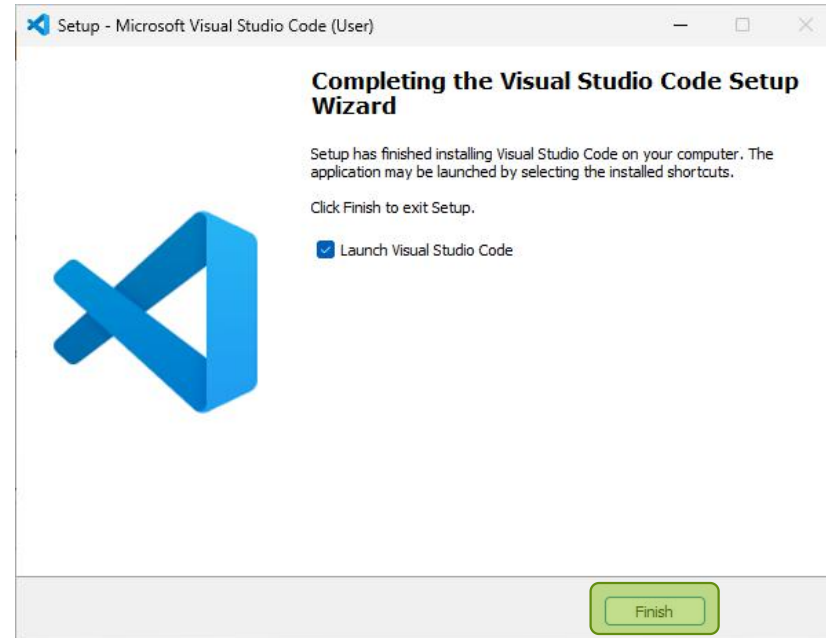 Setup - Microsoft Visual Studio Code (User)
Completing the Visual Studio Code Setup
Wizard
Setup has finished installing Visual Studio Code on your computer. The
application may be launched by selecting the installed shortcuts.
Click Finish to exit Setup.
Launch Visual Studio Code
Finish